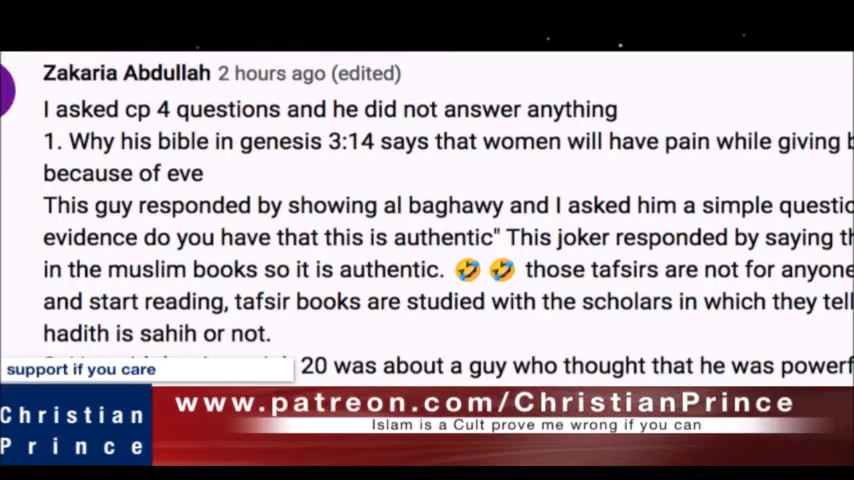 Zakaria Abdullah 2 hours ago (edited)
I asked cp 4 questions and he did not answer anything
1. Why his bible in genesis 3:14 says that women will have pain while giving
because of eve
This guy responded by showing al baghawy and I asked him a simple
evidence do you have that this is authentic" This joker responded by saying
in the muslim books so it is authentic. 🤣 🤣 those tafsirs are not for anyone
and start reading, tafsir books are studied with the scholars in which they tell
hadith is sahih or not.
20 was about a guy who thought that he was
support if you care
Christian
Prince
www.patreon.com/ChristianPrince
Islam is a Cult prove me wrong if you can